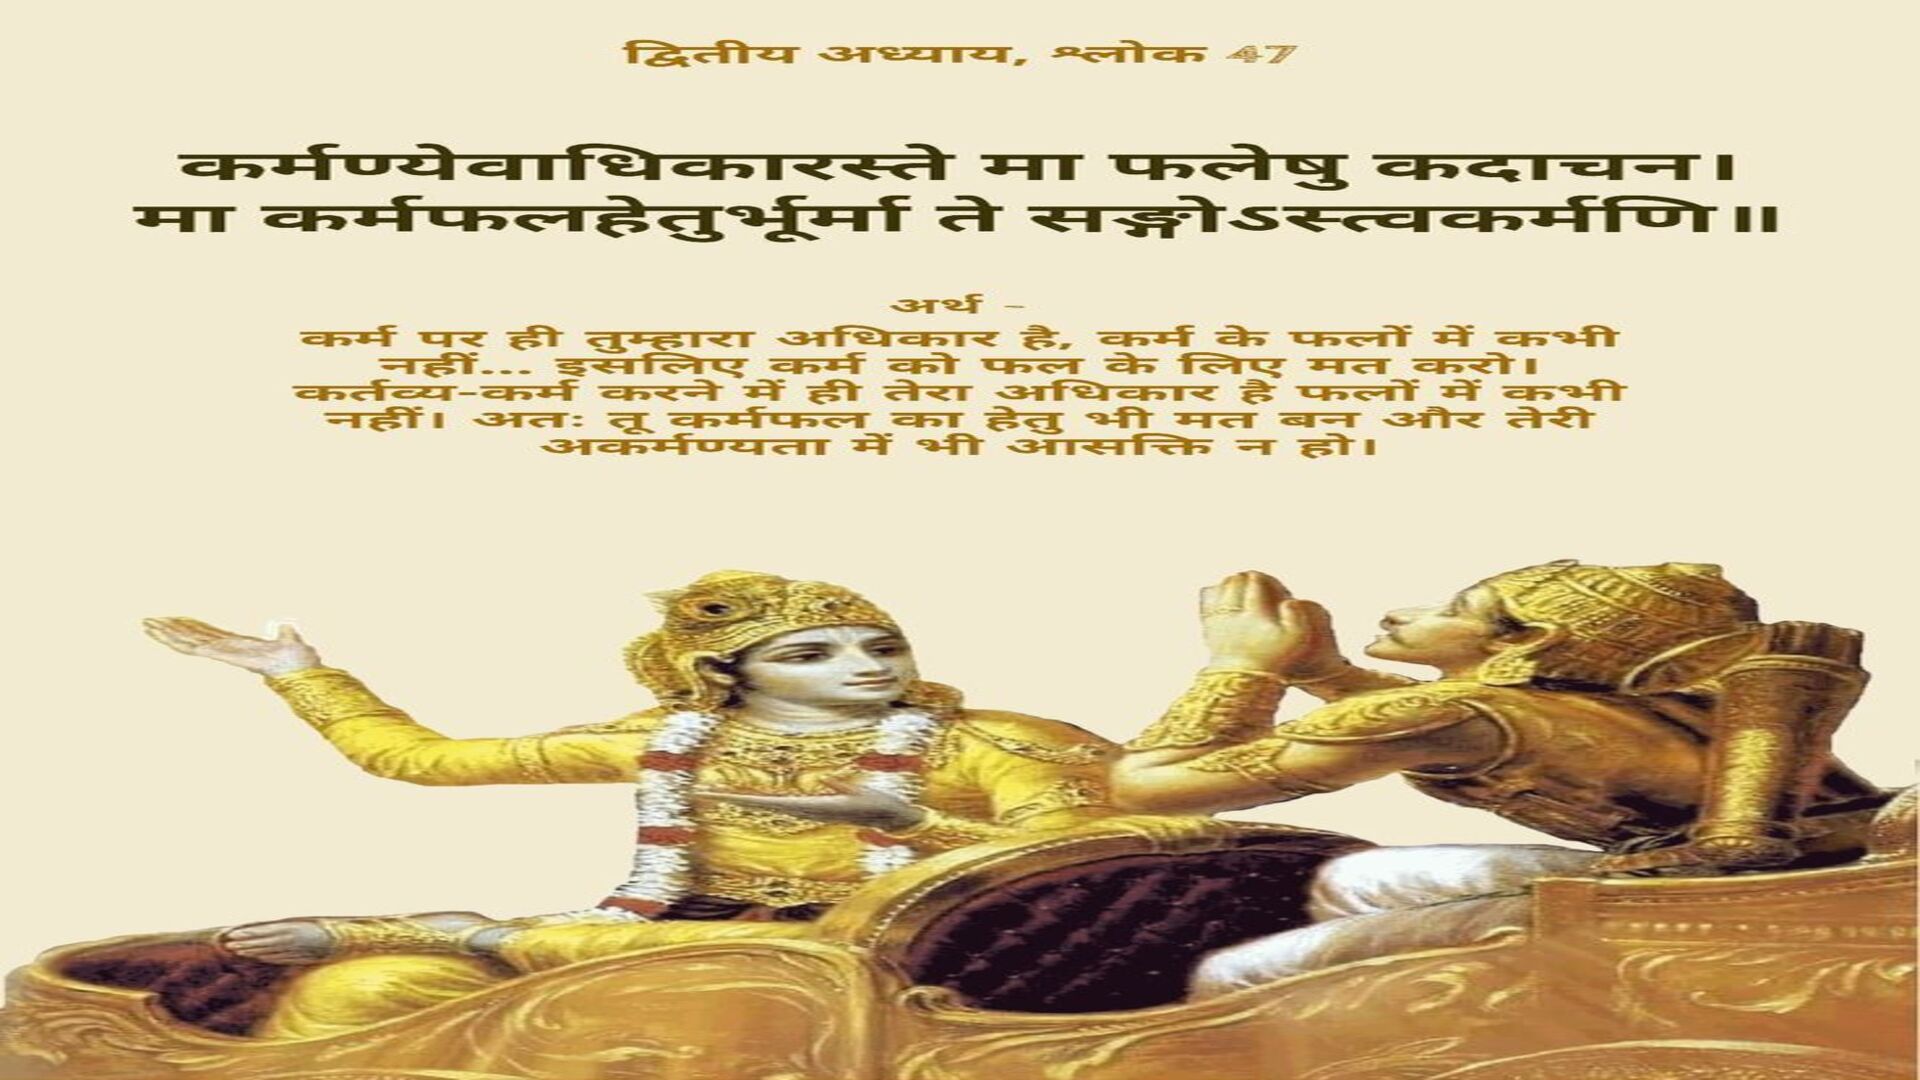 द्वितीय अध्याय, श्लोक 47
कर्मण्येवाधिकारस्ते मा फलेषु कदाचन।
मा कर्मफलहेतुर्भूर्मा ते सङ्गोऽस्त्वकर्मणि॥
अर्थ -
कर्म पर ही तुम्हारा अधिकार है, कर्म के फलों में कभी
नहीं... इसलिए कर्म को फल के लिए मत करो।
कर्तव्य-कर्म करने में ही तेरा अधिकार है फलों में कभी
नहीं। अतः तू कर्मफल का हेतु भी मत बन और तेरी
अकर्मण्यता में भी आसक्ति न हो।